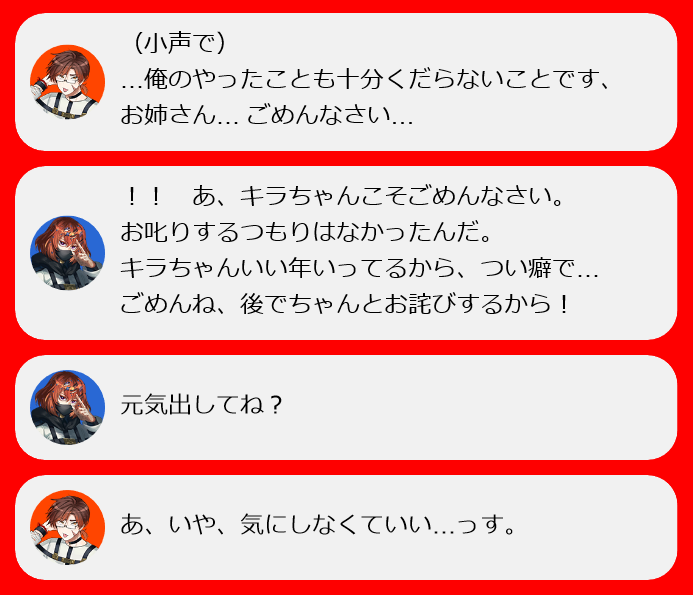 （小声で）
…俺のやったことも十分くだらないことです、
お姉さん… ごめんなさい…
！！　あ、キラちゃんこそごめんなさい。
お叱りするつもりはなかったんだ。
キラちゃんいい年いってるから、つい癖で…
ごめんね、後でちゃんとお詫びするから！
元気出してね？
あ、いや、気にしなくていい…っす。